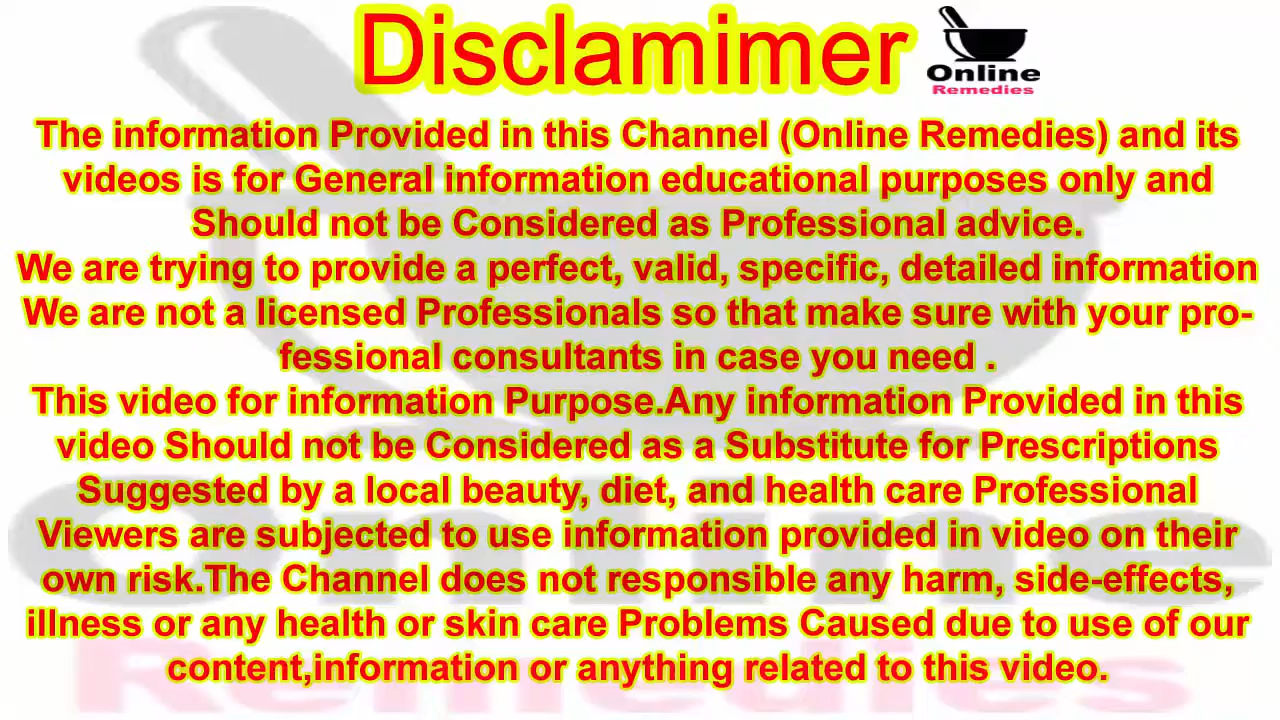 Disclamimer
Online
Remedies
The information Provided in this Channel (Online Remedies) and its
videos is for General information educational purposes only and
Should not be Considered as Professional advice.
We are trying to provide a perfect, valid, specific, detailed information
We are not a licensed Professionals so that make sure with your pro-
fessional consultants in case you need .
This video for information Purpose.Any information Provided in this
video Should not be Considered as a Substitute for Prescriptions
Suggested by a local beauty, diet, and health care Professional
Viewers are subjected to use information provided in video on their
own risk.The Channel does not responsible any harm, side-effects,
illness or any health or skin care Problems Caused due to use of our
content,information or anything related to this video.
Online
Remedies